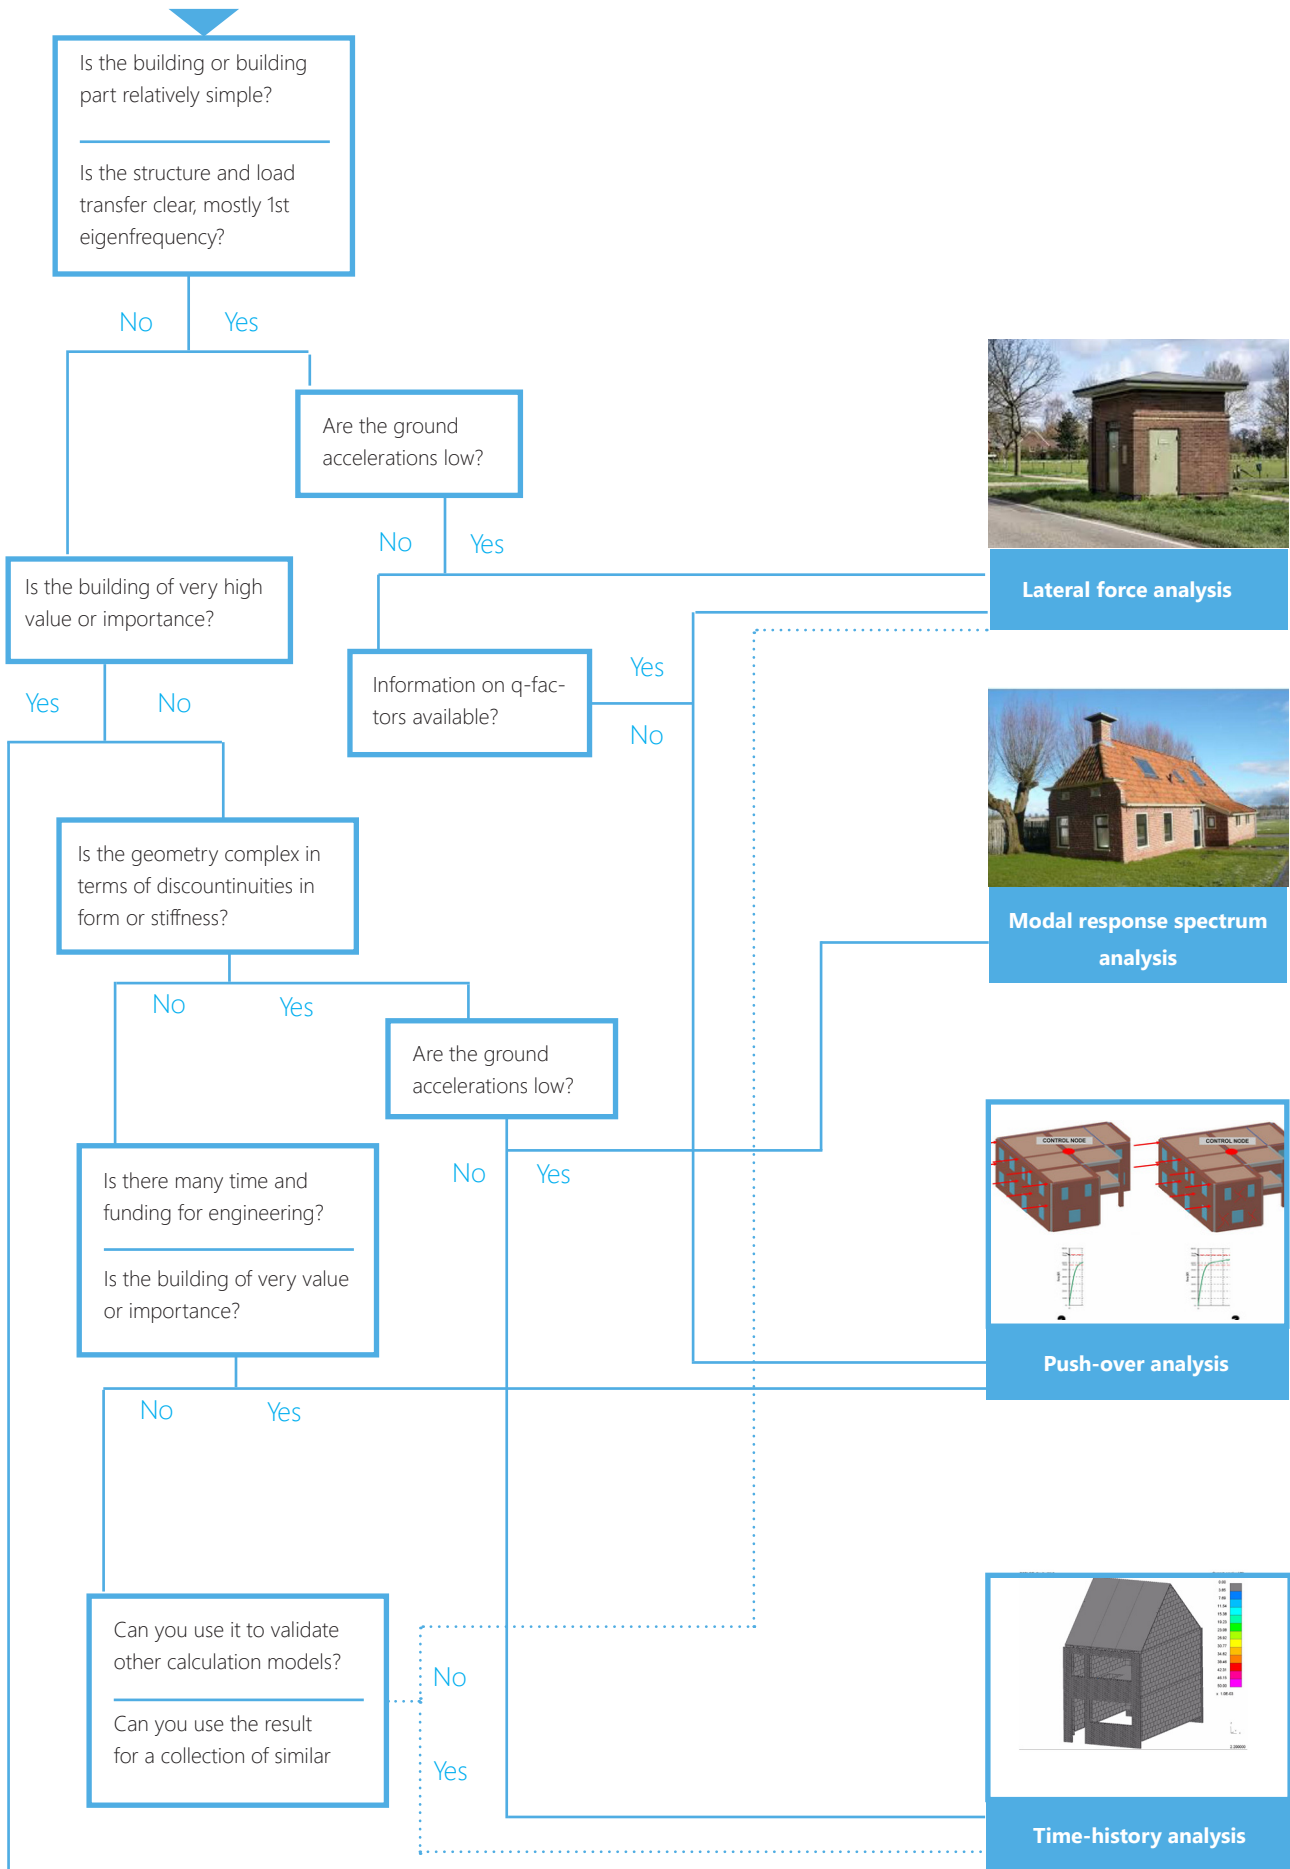 Is the building or building
part relatively simple?
Is the structure and load
transfer clear, mostly 1st
eigenfrequency?
No
Yes
Are the ground
accelerations low?
No
Yes
Lateral force analysis
Is the building of very high
value or importance?
Yes
No
Information on q-fac-
tors available?
Yes
No
Is the geometry complex in
terms of discountinuities in
form or stiffness?
Modal response spectrum
analysis
No
Yes
Are the ground
accelerations low?
No
Yes
CONTROL NODE
CONTROL NODE
Is there many time and
funding for engineering?
Is the building of very value
or importance?
Push-over analysis
No
Yes
Can you use it to validate
other calculation models?
Can you use the result
for a collection of similar
No
Yes
Time-history analysis